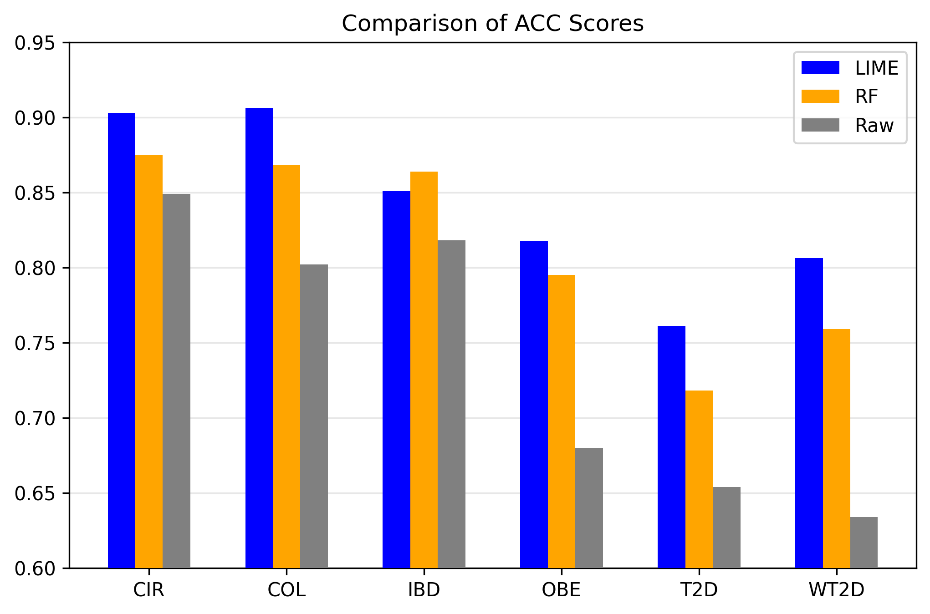 Comparison of ACC Scores
0.95
0.90
0.85
0.80
0.75
0.70
0.65
0.60
LIME
RF
Raw
CIR COL IBD OBE T2D WT2D